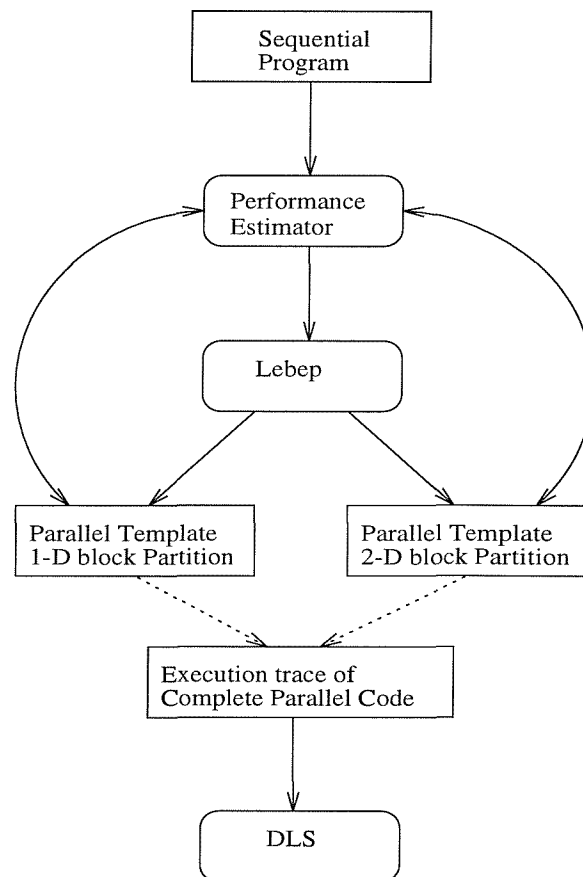 Sequential
Program
Performance
Estimator
Lebep
Parallel Template
1-D block Partition
Parallel Template
2-D block Partition
Execution trace of
Complete Parallel Code
DLS